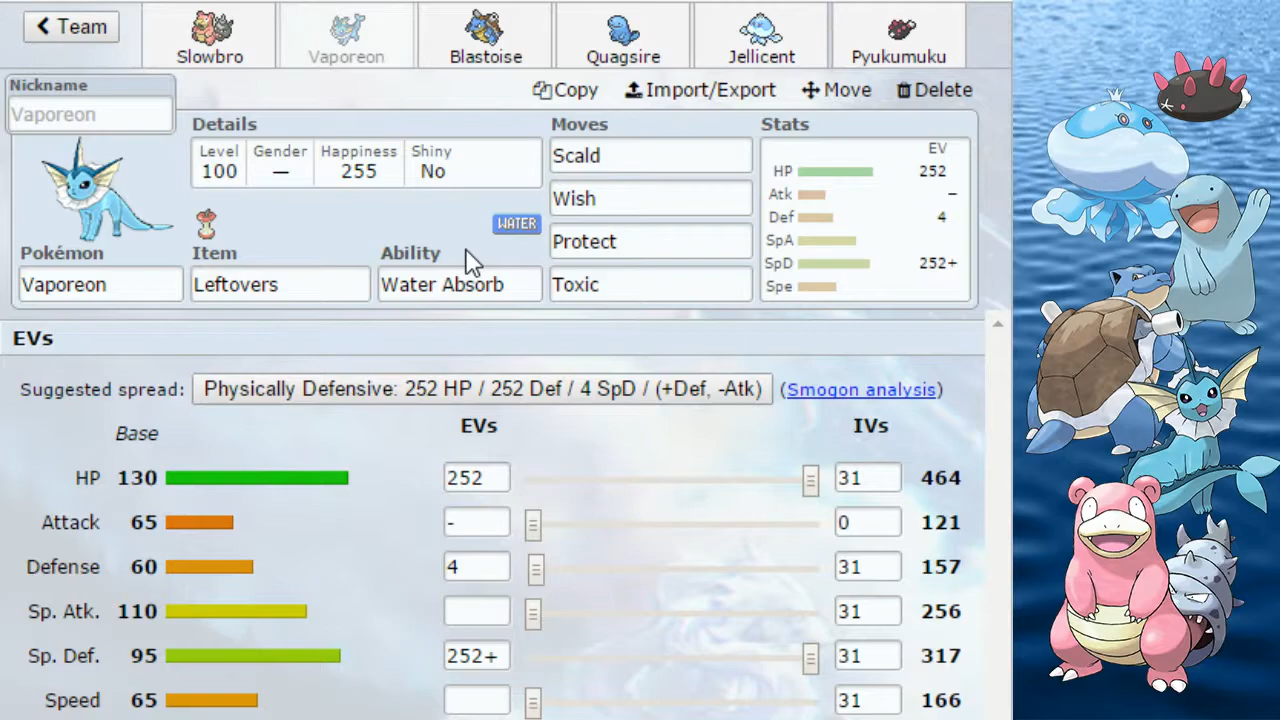 Team
Slowbro Vaporeon Blastoise Quagsire Jellicent Pyukumuku
Copy Import/Export Move Delete
Nickname
Vaporeon
Details
Level Gender Happiness Shiny
100 — 255 No
WATER
Pokémon Item Ability
Vaporeon Leftovers Water Absorb
Moves
Scald
Wish
Protect
Toxic
Stats
EV
HP 252
Atk –
Def 4
SpA
SpD 252+
Spe
EVs
Suggested spread: Physically Defensive: 252 HP / 252 Def / 4 SpD / (+Def, -Atk) (Smogon analysis)
Base EVs IVs
HP 130 252 31 464
Attack 65 - 0 121
Defense 60 4 31 157
Sp. Atk. 110 31 256
Sp. Def. 95 252+ 31 317
Speed 65 31 166